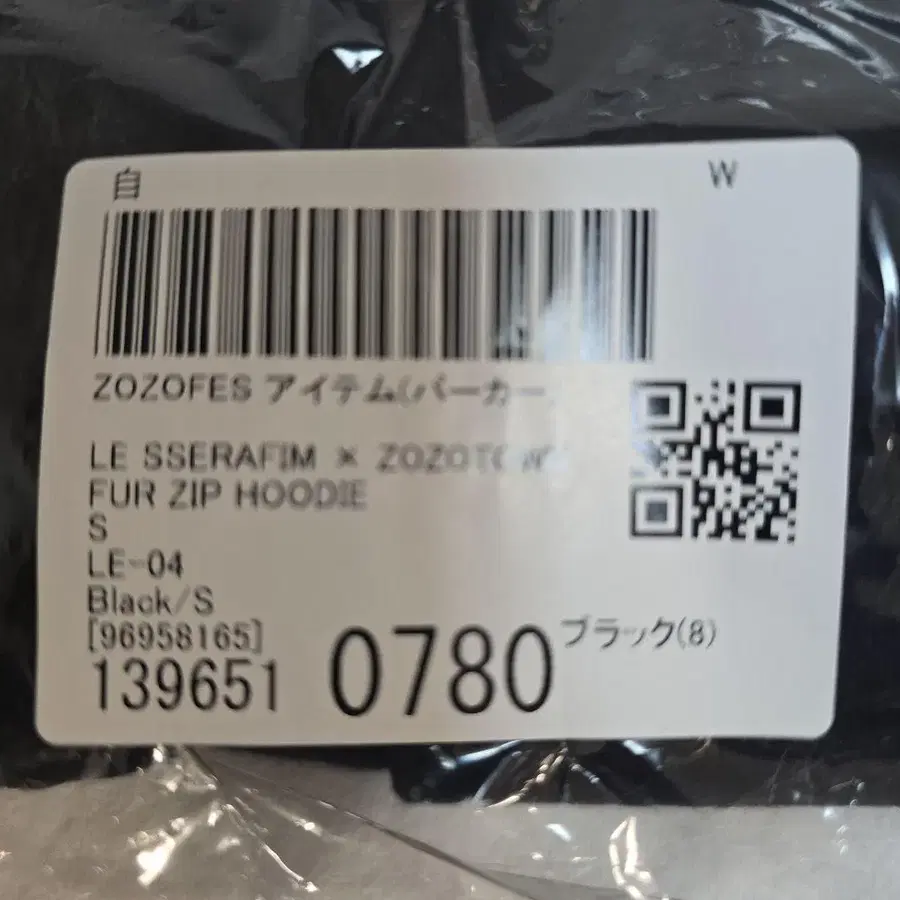 自 W
ZOZOFES アイテム(パーカー
LE SSERAFIM × ZOZOTOWN
FUR ZIP HOODIE
S
LE-04
Black/S
[96958165]
139651 0780 ブラック(8)